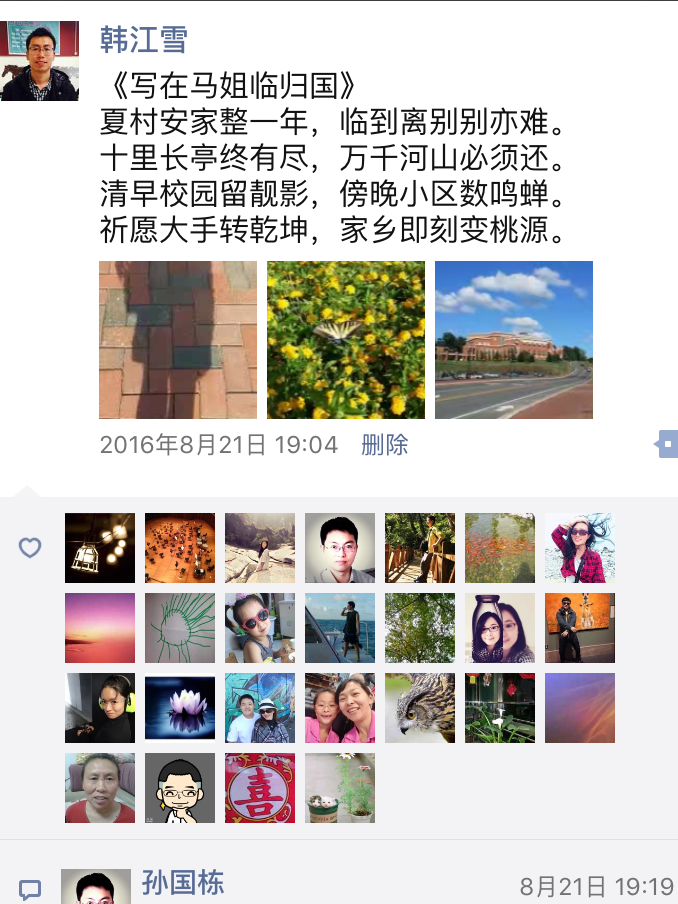 韩江雪
《写在马姐临归国》
夏村安家整一年，临到离别别亦难。
十里长亭终有尽，万千河山必须还。
清早校园留靓影，傍晚小区数鸣蝉。
祈愿大手转乾坤，家乡即刻变桃源。
2016年8月21日 19:04 删除
囍
孙国栋 8月21日 19:19